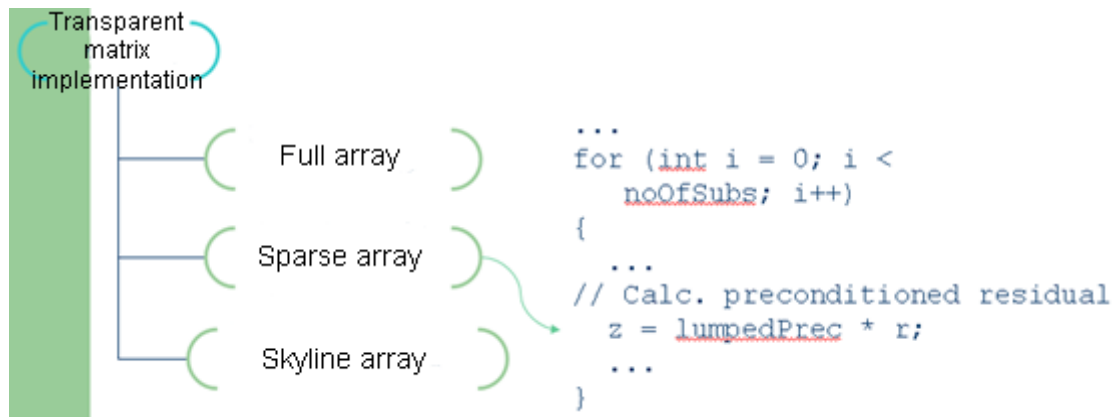 Transparent
matrix
implementation
Full array
Sparse array
Skyline array
...
for (int i = 0; i <
noOfSubs; i++)
{
...
// Calc. preconditioned residual
z = lumpedPrec * r;
...
}